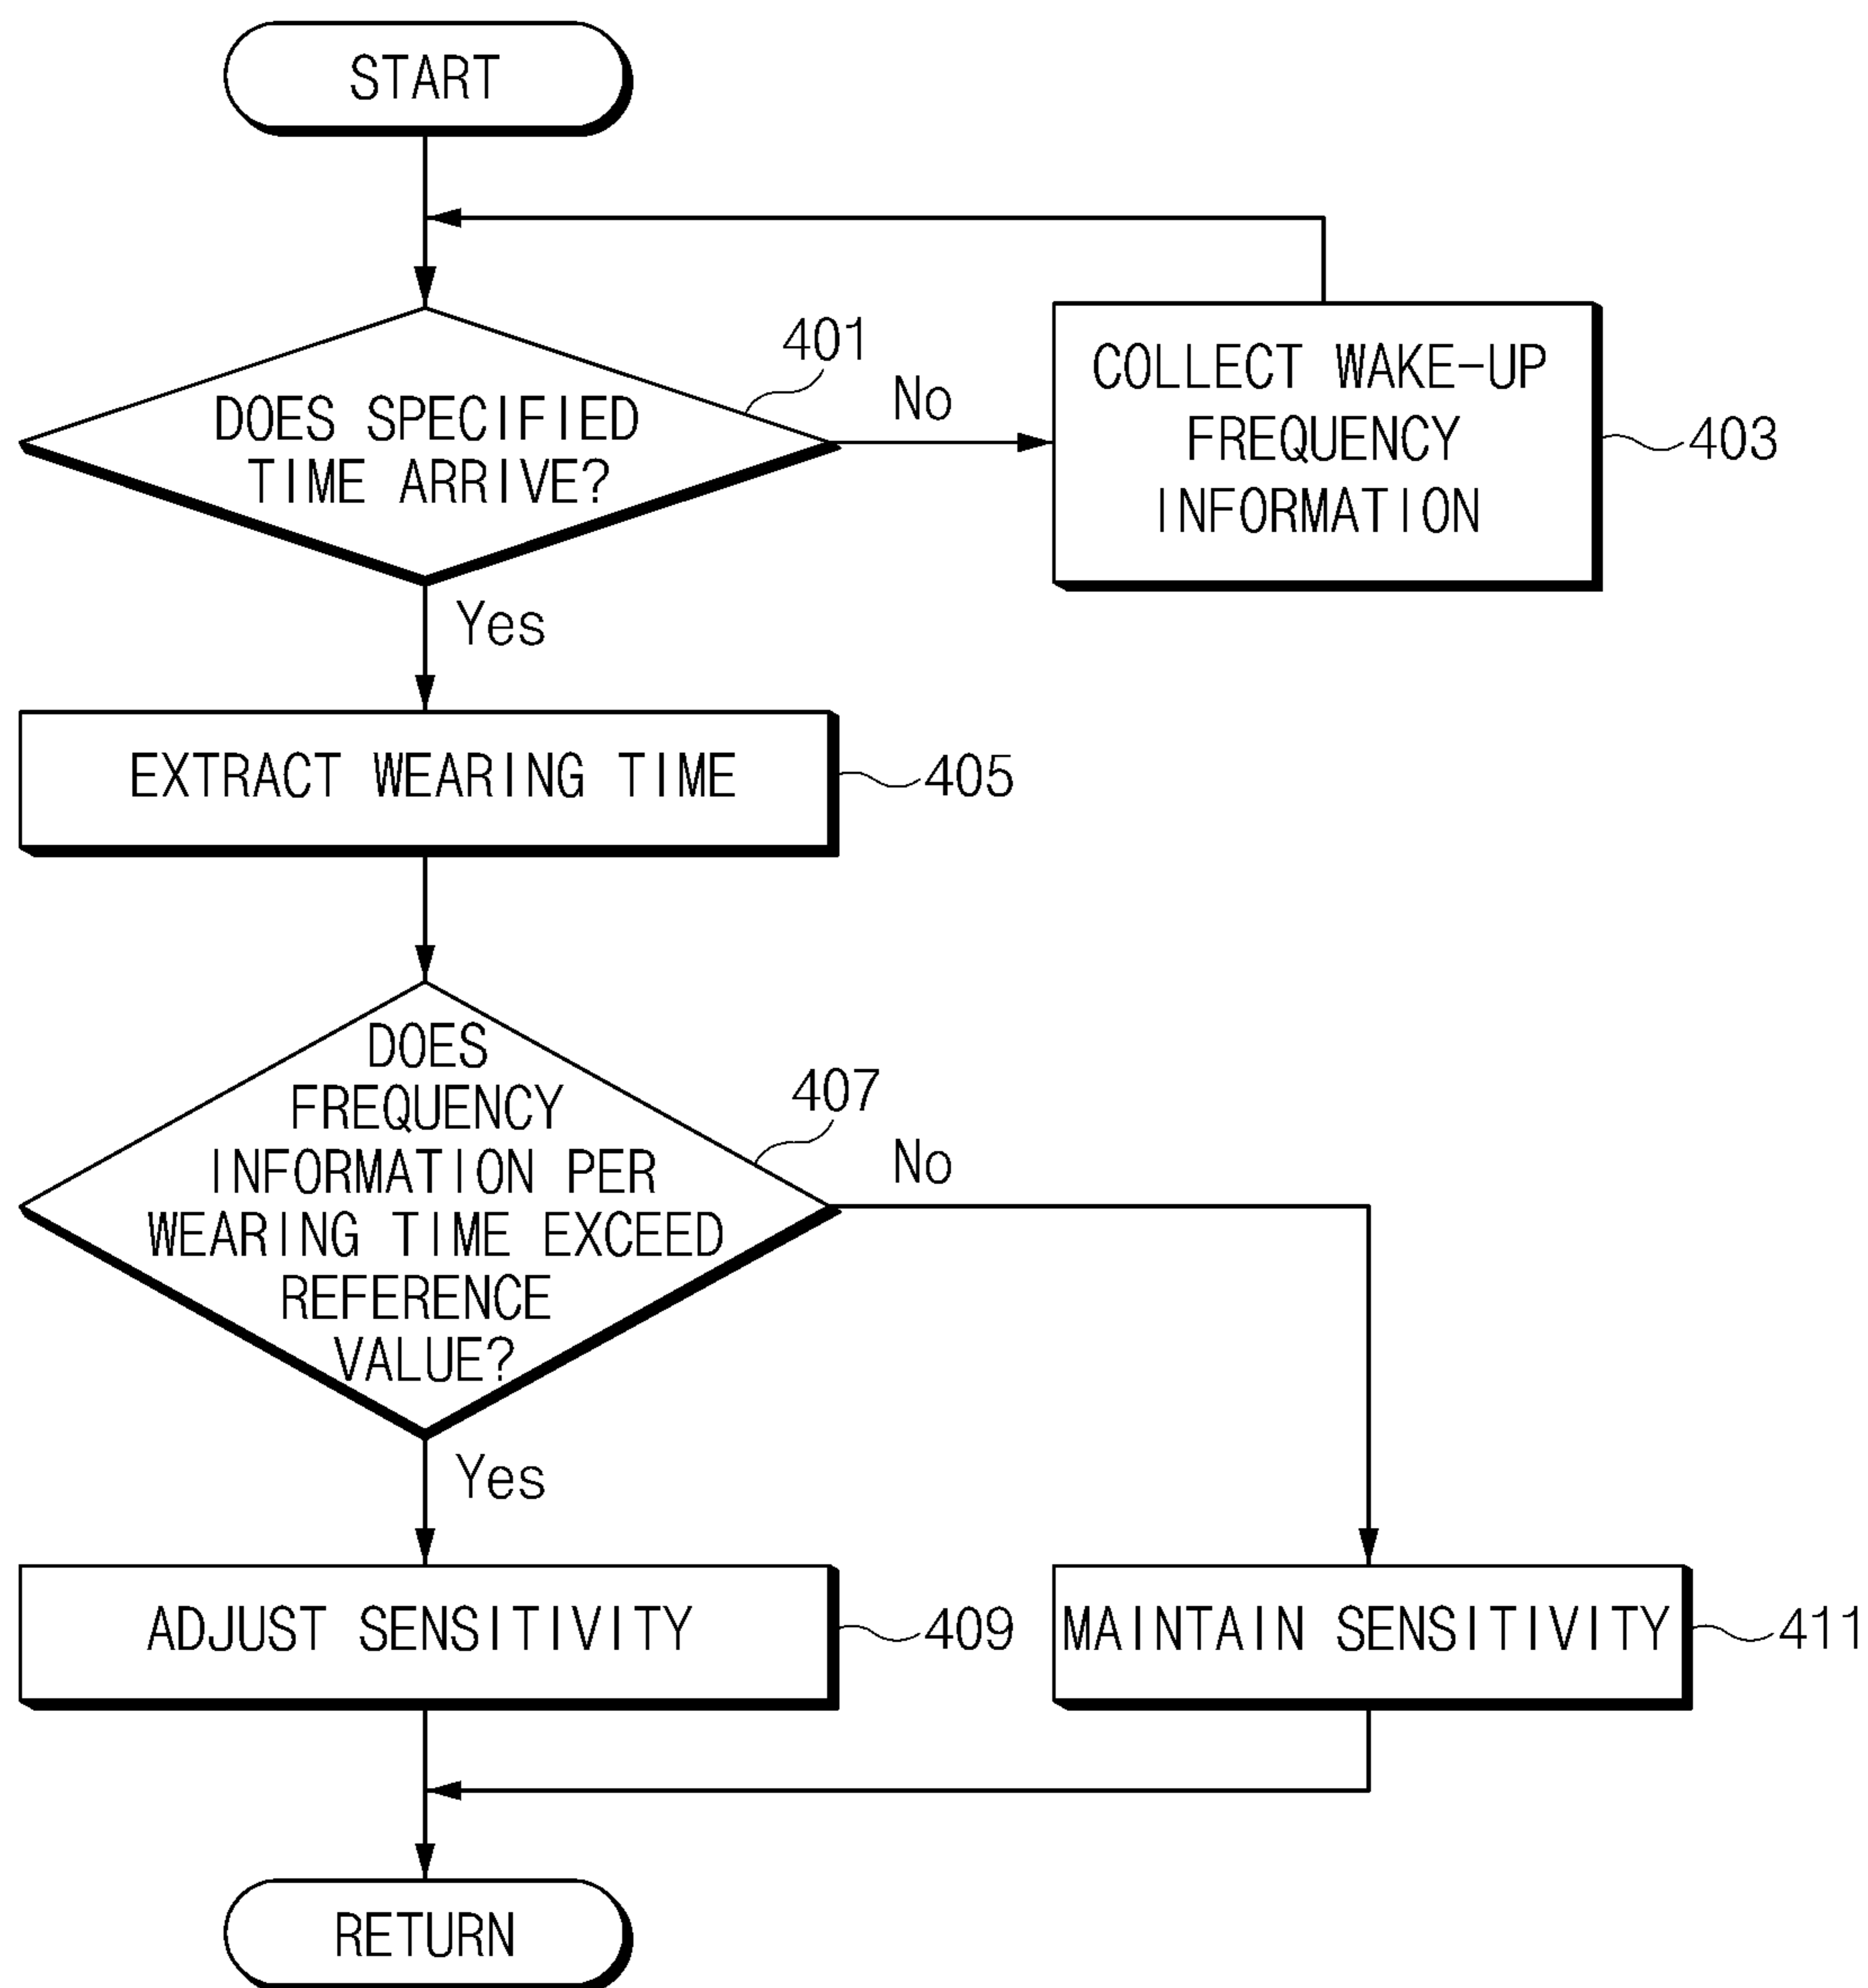 START
401
DOES SPECIFIED
TIME ARRIVE?
No
COLLECT WAKE-UP
FREQUENCY
INFORMATION
403
Yes
EXTRACT WEARING TIME
405
DOES
FREQUENCY
INFORMATION PER
WEARING TIME EXCEED
REFERENCE
VALUE?
407
No
Yes
ADJUST SENSITIVITY
409
MAINTAIN SENSITIVITY
411
RETURN